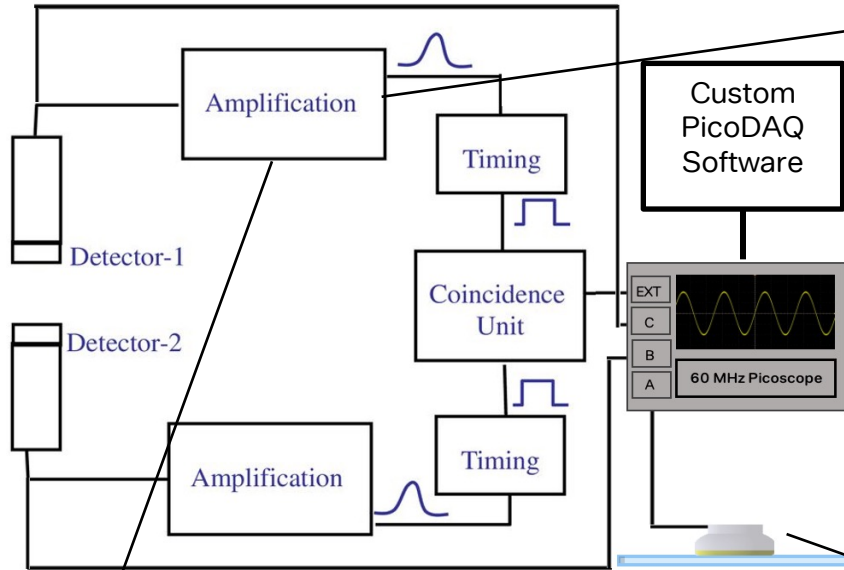 Amplification
Custom
PicoDAQ
Software
Timing
Detector-1
Coincidence
Unit
EXT
C
B
A
60 MHz Picoscope
Detector-2
Timing
Amplification